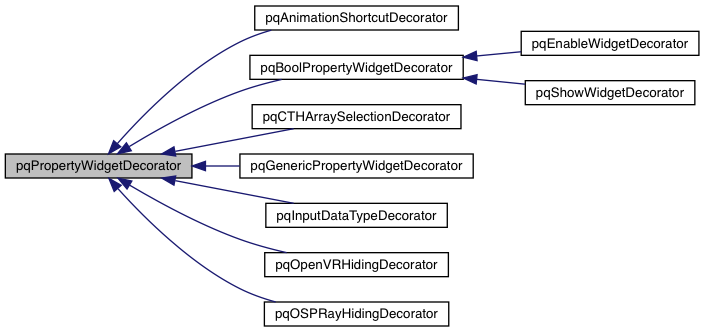 pqAnimationShortcutDecorator
pqEnableWidgetDecorator
pqBoolPropertyWidgetDecorator
pqShowWidgetDecorator
pqCTHArraySelectionDecorator
pqPropertyWidgetDecorator
pqGenericPropertyWidgetDecorator
pqInputDataTypeDecorator
pqOpenVRHidingDecorator
pqOSPRayHidingDecorator